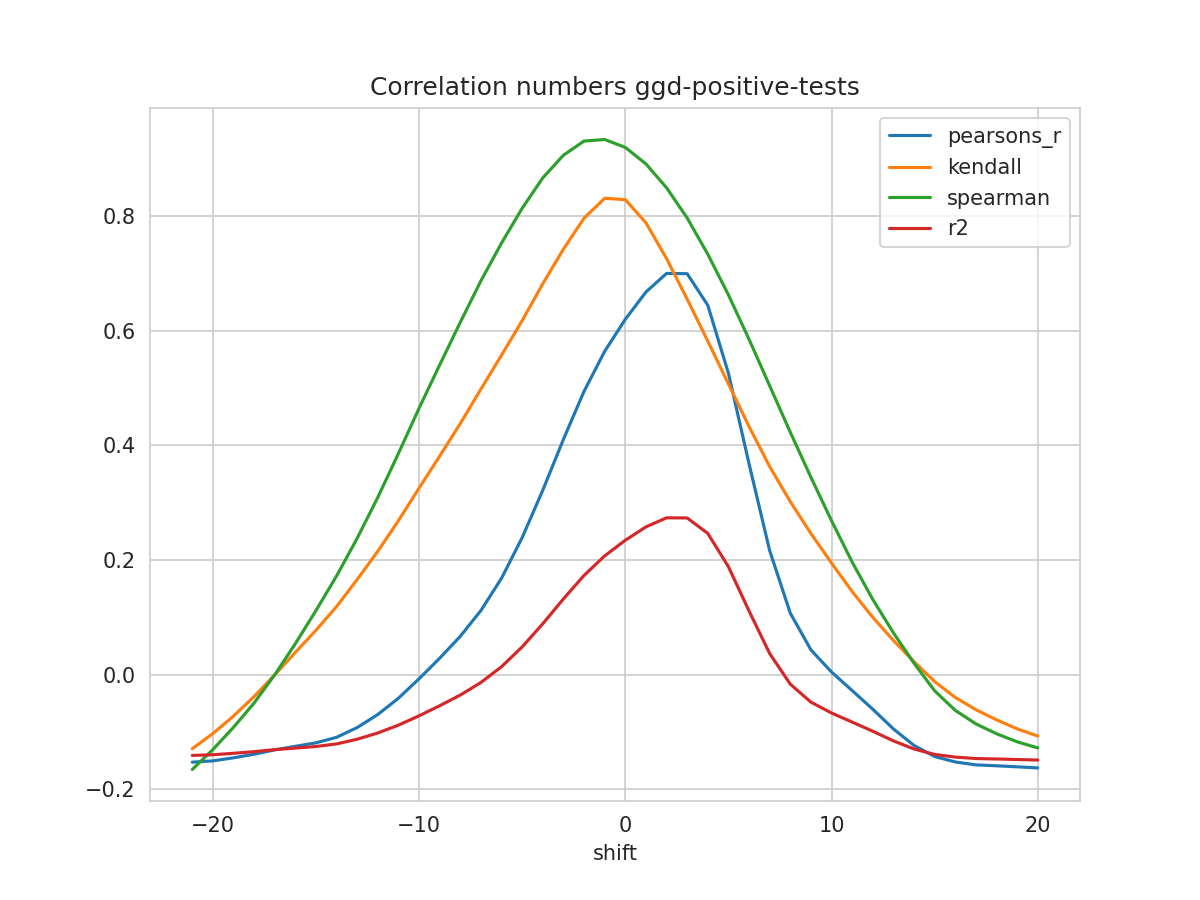 Correlation numbers ggd-positive-tests
pearsons_r
kendall
spearman
r2
0.8
0.6
0.4
0.2
0.0
−0.2
−20
−10
0
10
20
shift